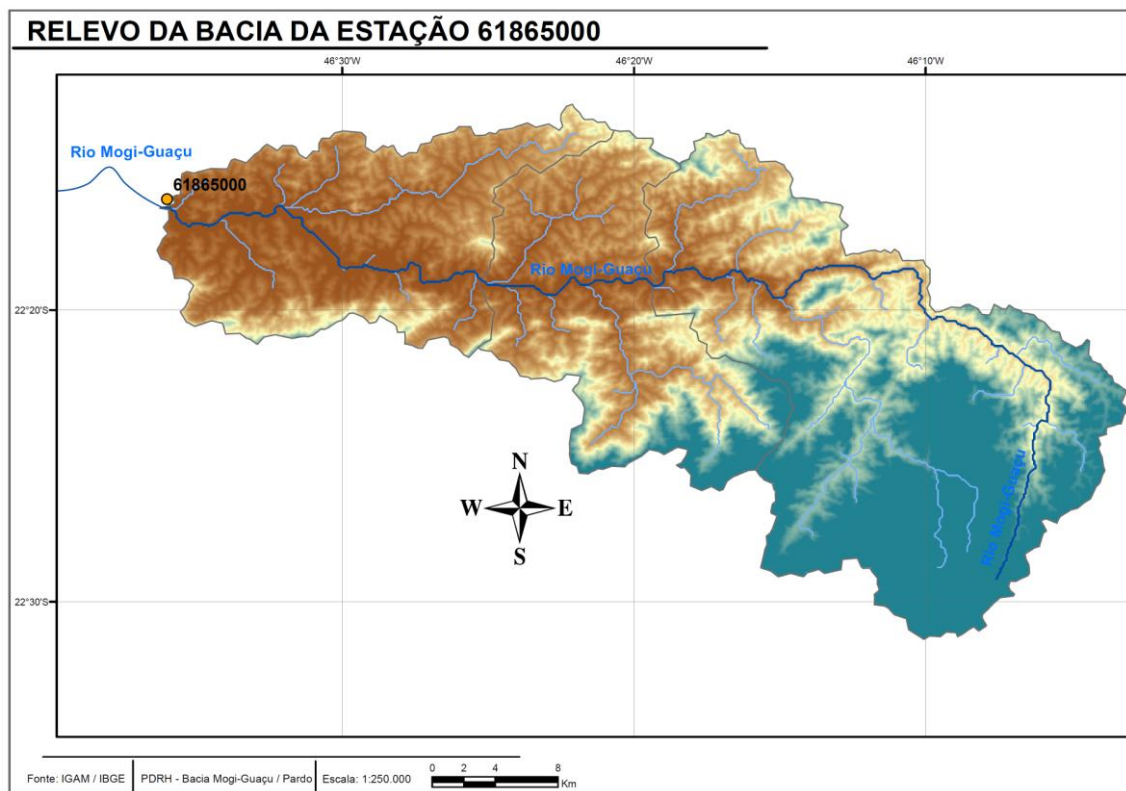 RELEVO DA BACIA DA ESTAÇÃO 61865000
46°30'W 46°20'W 46°10'W
Rio Mogi-Guaçu
61865000
Rio Mogi-Guaçu
22°20'S
N
W E
S
Rio Mogi-Guaçu
22°30'S
Fonte: IGAM / IBGE PDRH - Bacia Mogi-Guaçu / Pardo Escala: 1:250.000 0 2 4 8
Km